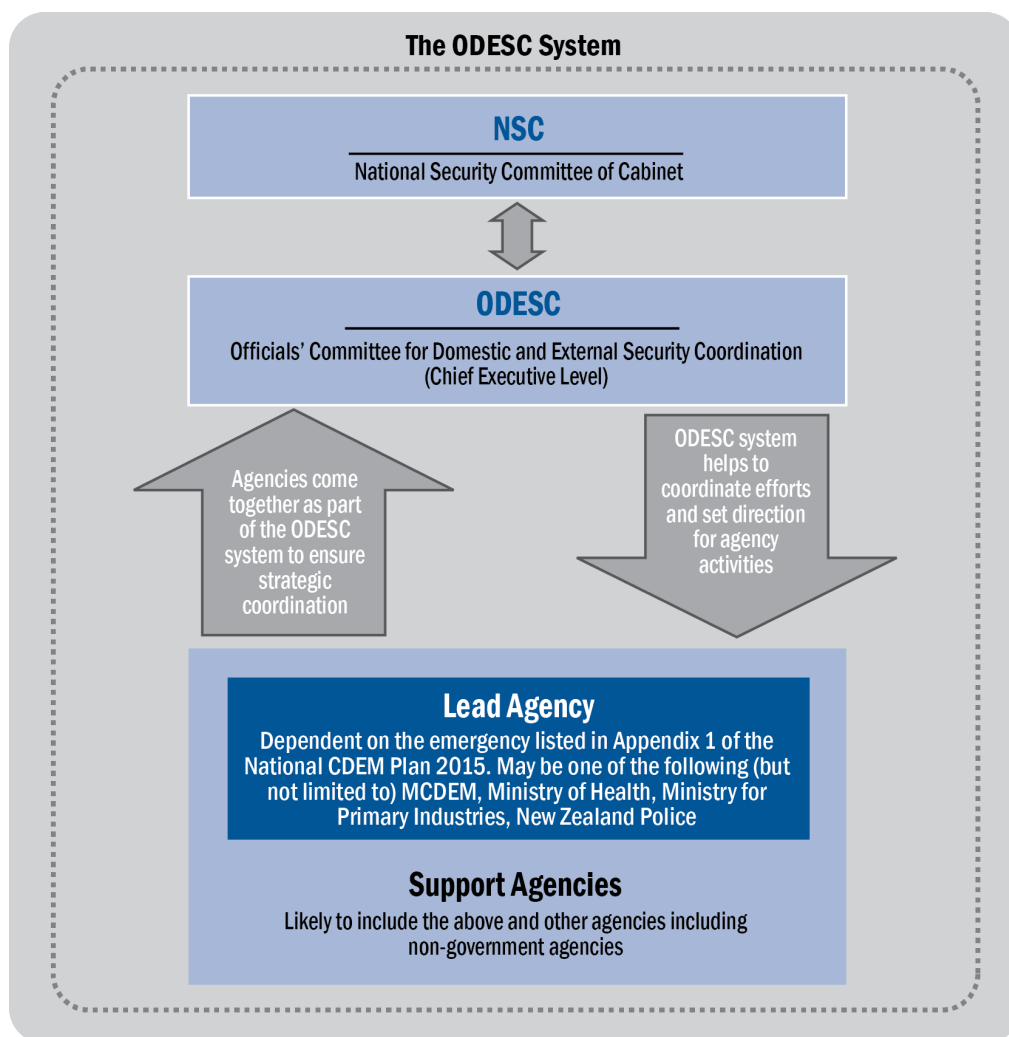 The ODESC System
NSC
National Security Committee of Cabinet
ODESC
Officials’ Committee for Domestic and External Security Coordination
(Chief Executive Level)
Agencies come
together as part
of the ODESC
system to ensure
strategic
coordination
ODESC system
helps to
coordinate efforts
and set direction
for agency
activities
Lead Agency
Dependent on the emergency listed in Appendix 1 of the
National CDEM Plan 2015. May be one of the following (but
not limited to) MCDEM, Ministry of Health, Ministry for
Primary Industries, New Zealand Police
Support Agencies
Likely to include the above and other agencies including
non-government agencies